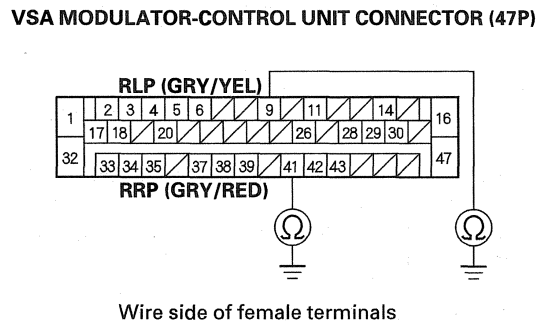 VSA MODULATOR-CONTROL UNIT CONNECTOR (47P)
RLP (GRY/YEL)
1 2 3 4 5 6 9 11 14 16
17 18 20 26 28 29 30
32 33 34 35 37 38 39 41 42 43 47
RRP (GRY/RED)
Ω Ω
Wire side of female terminals